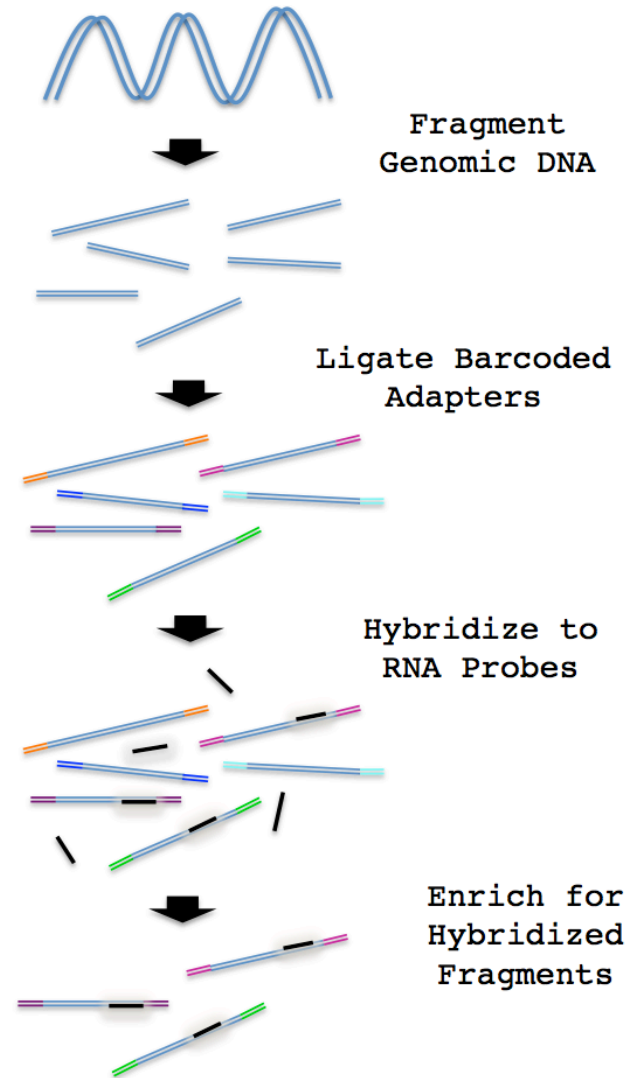 Fragment
Genomic DNA
Ligate Barcoded
Adapters
Hybridize to
RNA Probes
Enrich for
Hybridized
Fragments